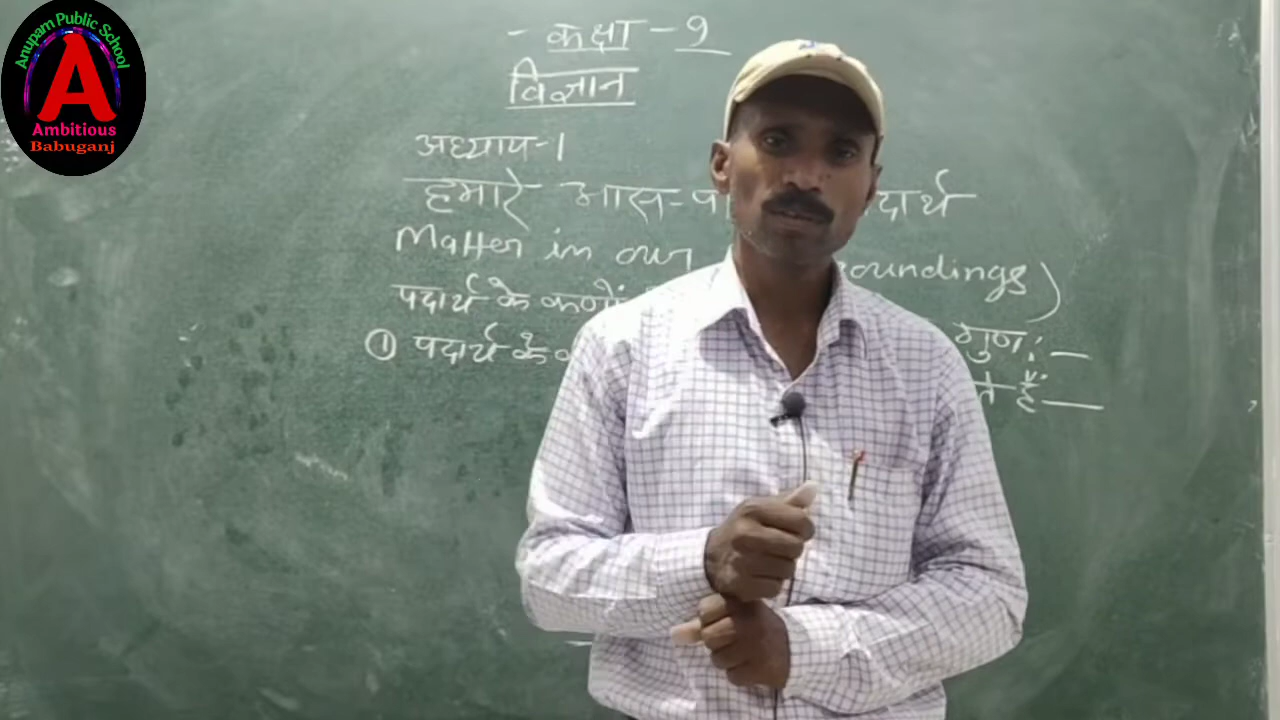 Anupam Public School
A
Ambitious
Babuganj
- कक्षा - 9
विज्ञान
अध्याय-1
हमारे आस-पा दार्थ
Matter in our roundings)
पदार्थ के कणों
गुण:—
① पदार्थ के क
ते हैं:—